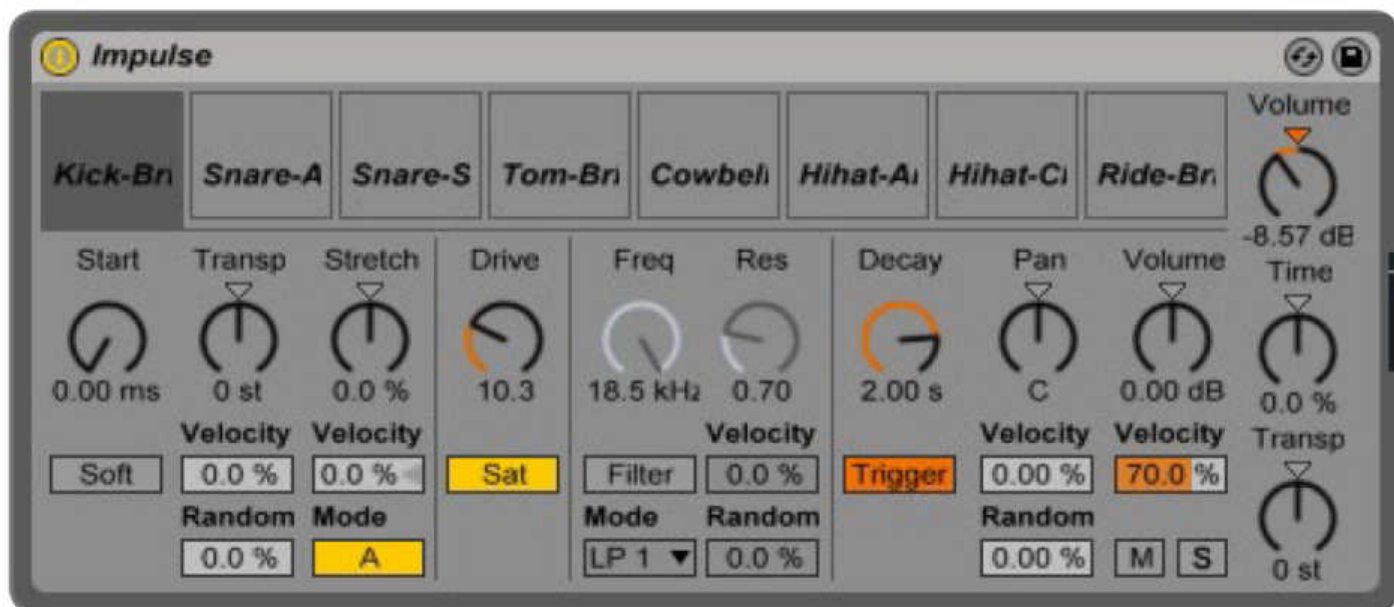 Impulse
Kick-Bri Snare-A Snare-S Tom-Bri Cowbell Hihat-Ai Hihat-Cl Ride-Br
Volume
-8.57 dB
Start Transp Stretch Drive Freq Res Decay Pan Volume Time
0.00 ms 0 st 0.0 % 10.3 18.5 kHz 0.70 2.00 s C 0.00 dB 0.0 %
Velocity Velocity Velocity Velocity Velocity Transp
Soft 0.0 % 0.0 % Sat Filter 0.0 % Trigger 0.00 % 70.0 %
Random Mode Mode Random Random
0.0 % A LP 1 0.0 % 0.00 % M S 0 st